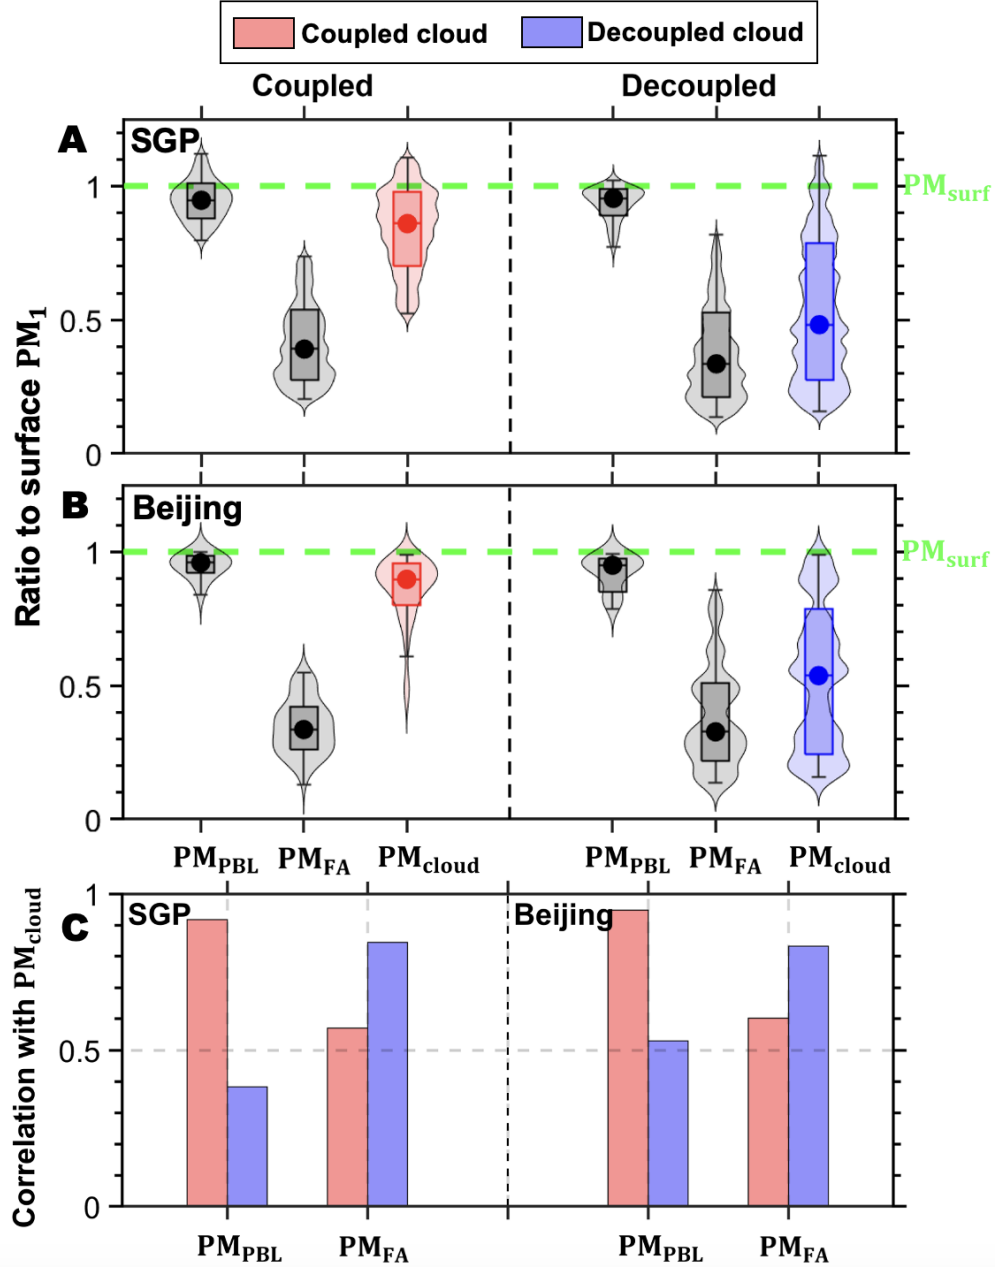 Coupled cloud Decoupled cloud
Coupled Decoupled
A SGP
1
0.5
0
PMsurf
B Beijing
1
0.5
0
PMsurf
Ratio to surface PM1
PMPBL PMFA PMcloud PMPBL PMFA PMcloud
C SGP Beijing
1
0.5
0
Correlation with PMcloud
PMPBL PMFA PMPBL PMFA